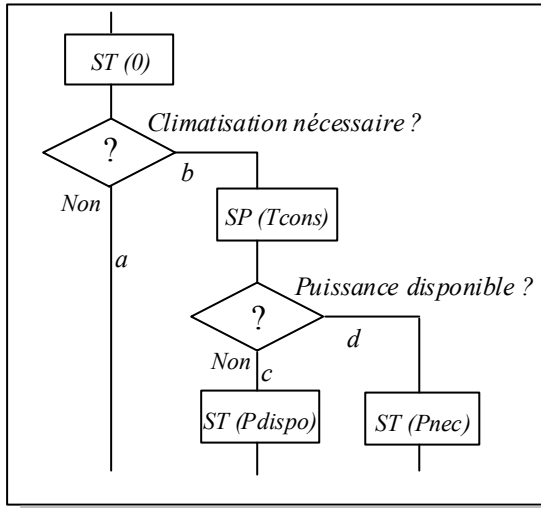 ST (0)
Climatisation nécessaire ?
?
b
Non
SP (Tcons)
a
Puissance disponible ?
?
d
Non
c
ST (Pdispo)
ST (Pnec)